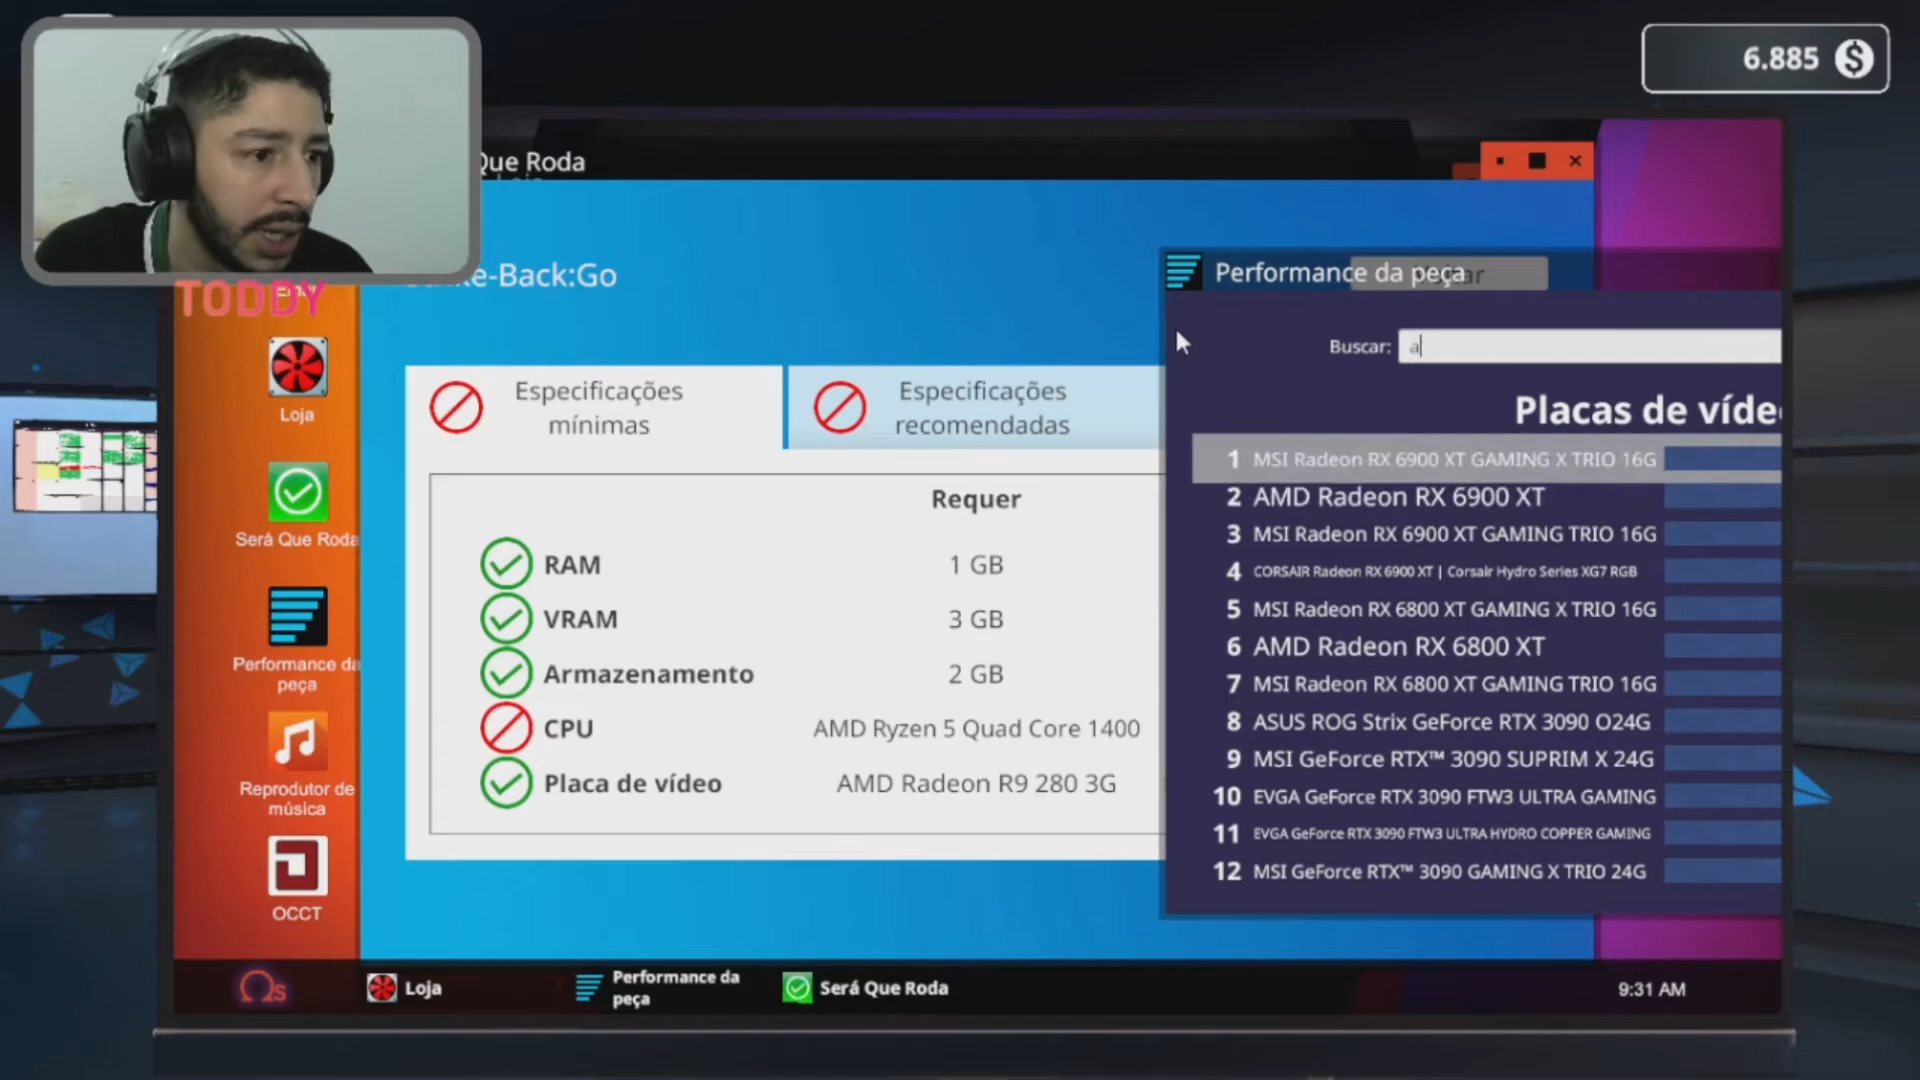 6.885
Que Roda
ke-Back:Go
TODDY
Performance da peça
Buscar: a
Loja
Especificações
mínimas
Especificações
recomendadas
Placas de víde
Requer
RAM 1 GB
VRAM 3 GB
Armazenamento 2 GB
CPU AMD Ryzen 5 Quad Core 1400
Placa de vídeo AMD Radeon R9 280 3G
1 MSI Radeon RX 6900 XT GAMING X TRIO 16G
2 AMD Radeon RX 6900 XT
3 MSI Radeon RX 6900 XT GAMING TRIO 16G
4 CORSAIR Radeon RX 6900 XT | Corsair Hydro Series XG7 RGB
5 MSI Radeon RX 6800 XT GAMING X TRIO 16G
6 AMD Radeon RX 6800 XT
7 MSI Radeon RX 6800 XT GAMING TRIO 16G
8 ASUS ROG Strix GeForce RTX 3090 O24G
9 MSI GeForce RTX™ 3090 SUPRIM X 24G
10 EVGA GeForce RTX 3090 FTW3 ULTRA GAMING
11 EVGA GeForce RTX 3090 FTW3 ULTRA HYDRO COPPER GAMING
12 MSI GeForce RTX™ 3090 GAMING X TRIO 24G
Será Que Roda
Performance da
peça
Reprodutor de
música
OCCT
Ωs
Loja
Performance da
peça
Será Que Roda
9:31 AM